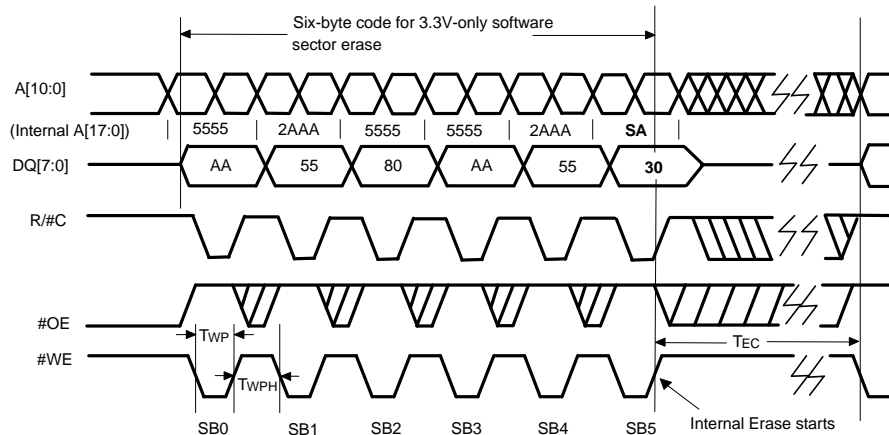 Six-byte code for 3.3V-only software
sector erase
A[10:0]
(Internal A[17:0]) 5555 2AAA 5555 5555 2AAA SA
DQ[7:0] AA 55 80 AA 55 30
R/#C
#OE
TWP
TEC
#WE
TWPH
SB0 SB1 SB2 SB3 SB4 SB5 Internal Erase starts